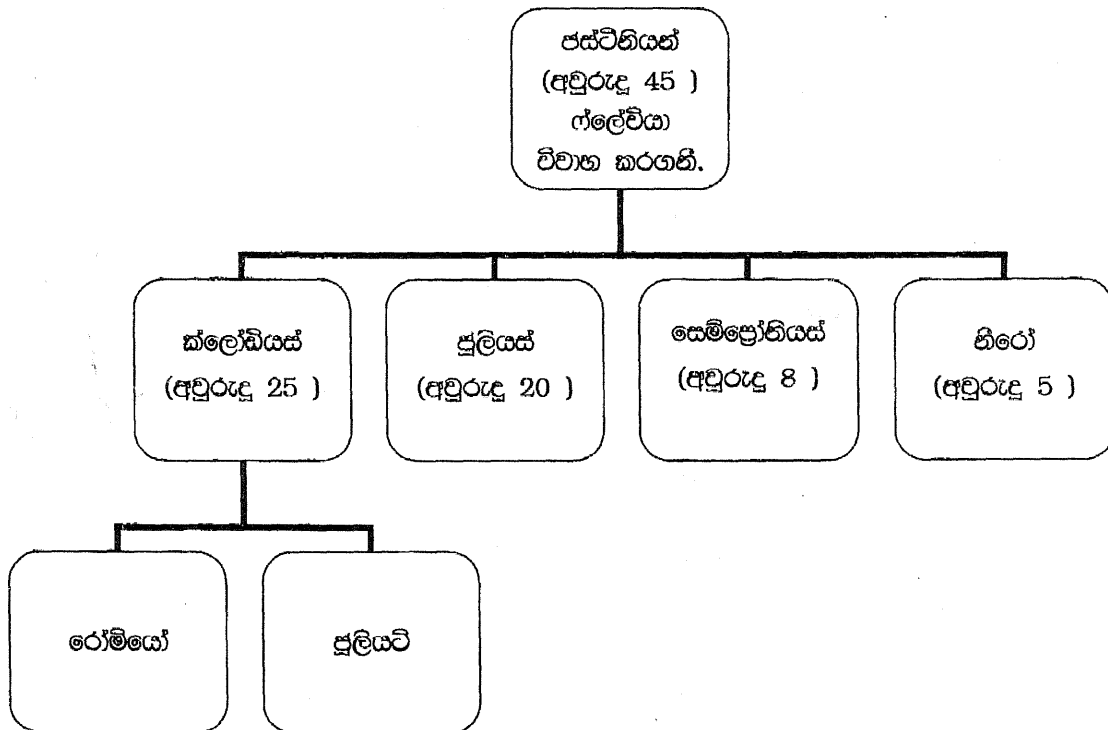 ජස්ටිනියන්
(අවුරුදු 45 )
ෆ්ලේවියා
විවාහ කරගනී.
ක්ලෝඩියස්
(අවුරුදු 25 )
ජූලියස්
(අවුරුදු 20 )
සෙම්ප්‍රෝනියස්
(අවුරුදු 8 )
නීරෝ
(අවුරුදු 5 )
රෝමියෝ
ජූලියට්